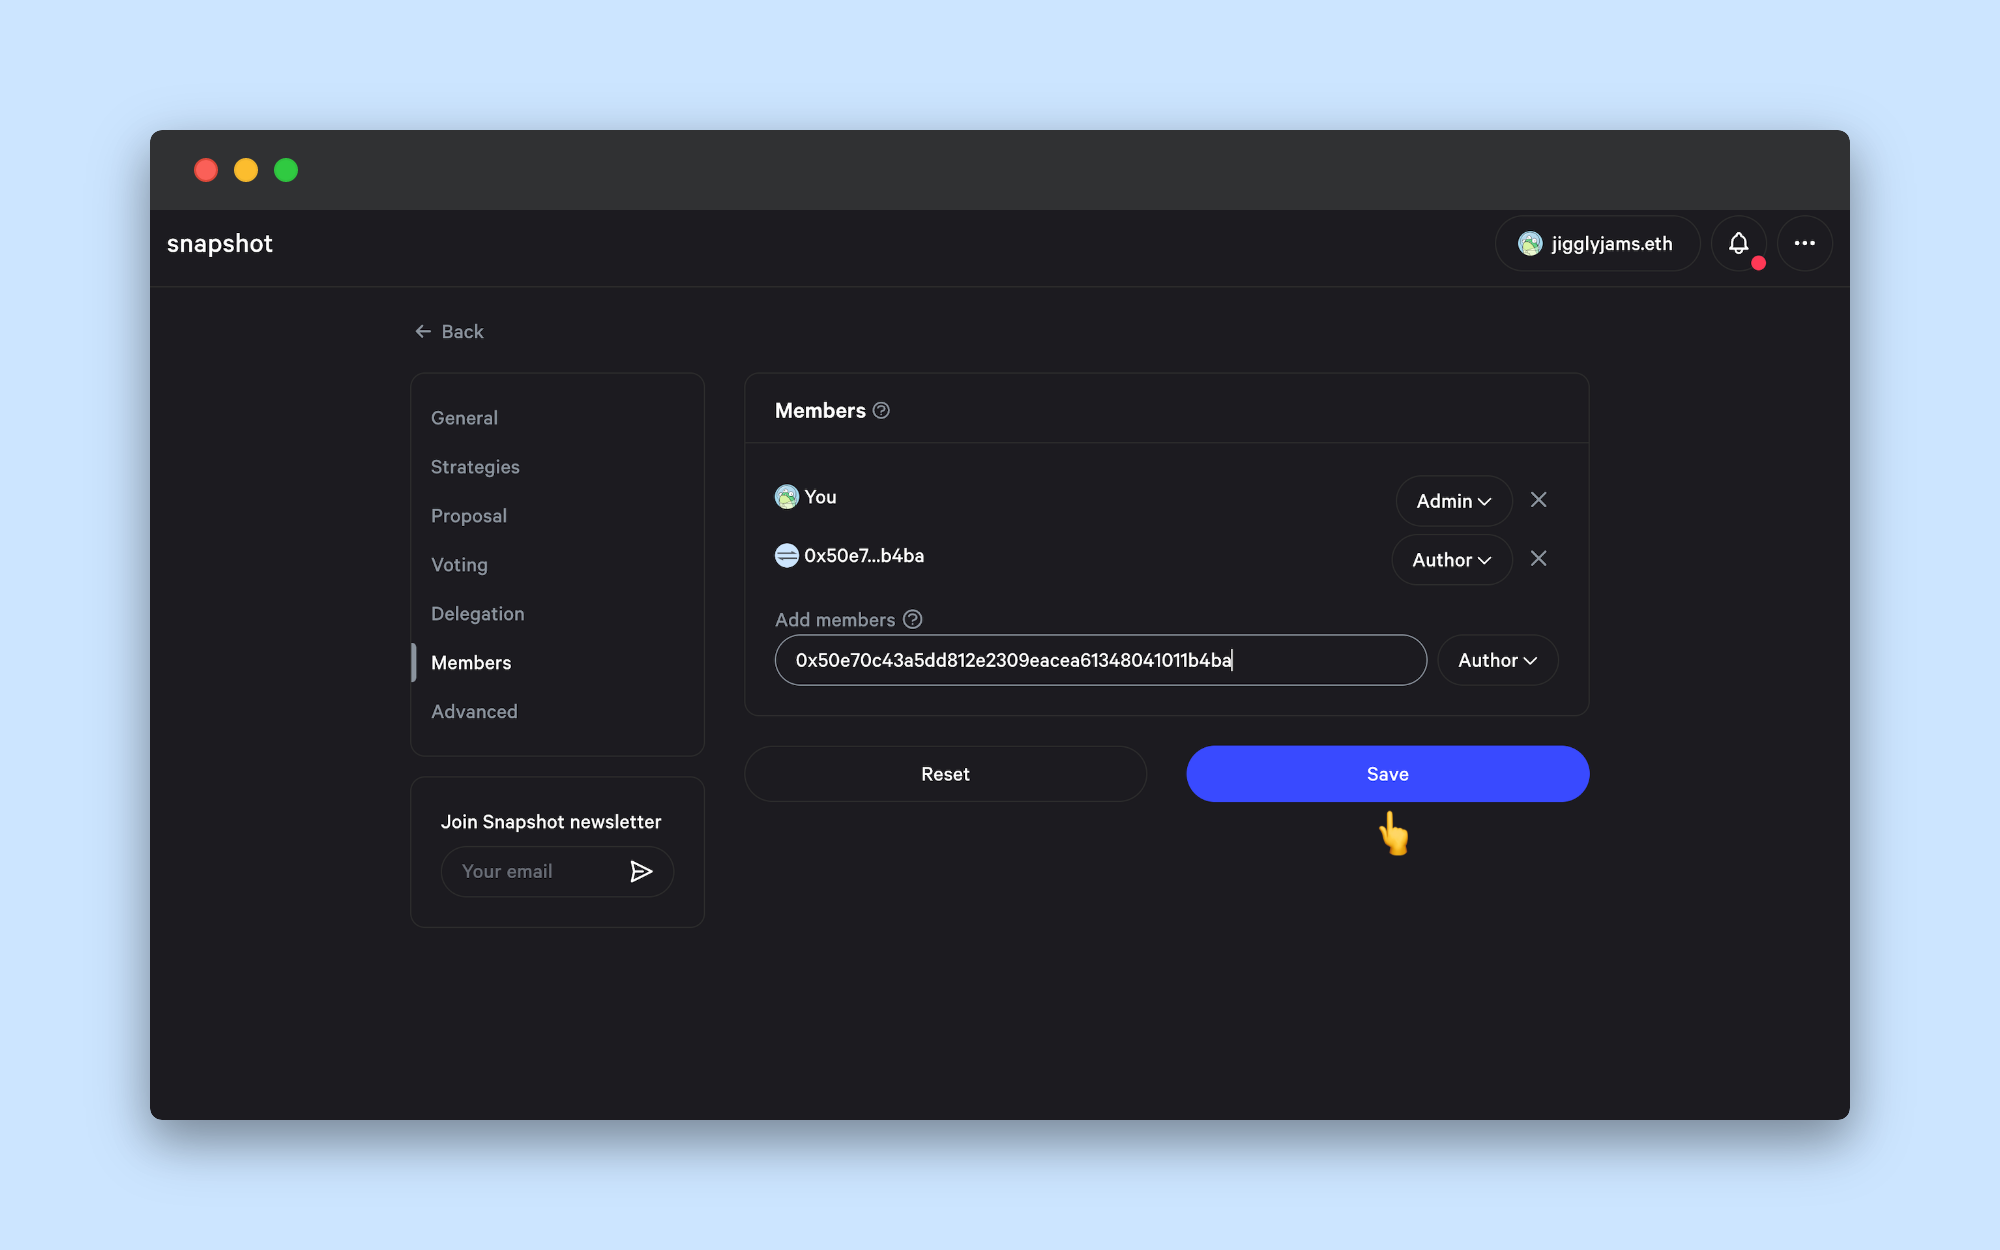 snapshot
jigglyjams.eth
Back
General
Strategies
Proposal
Voting
Delegation
Members
Advanced
Join Snapshot newsletter
Your email
Members
You
Admin
0x50e7...b4ba
Author
Add members
0x50e70c43a5dd812e2309eacea61348041011b4ba
Author
Reset
Save